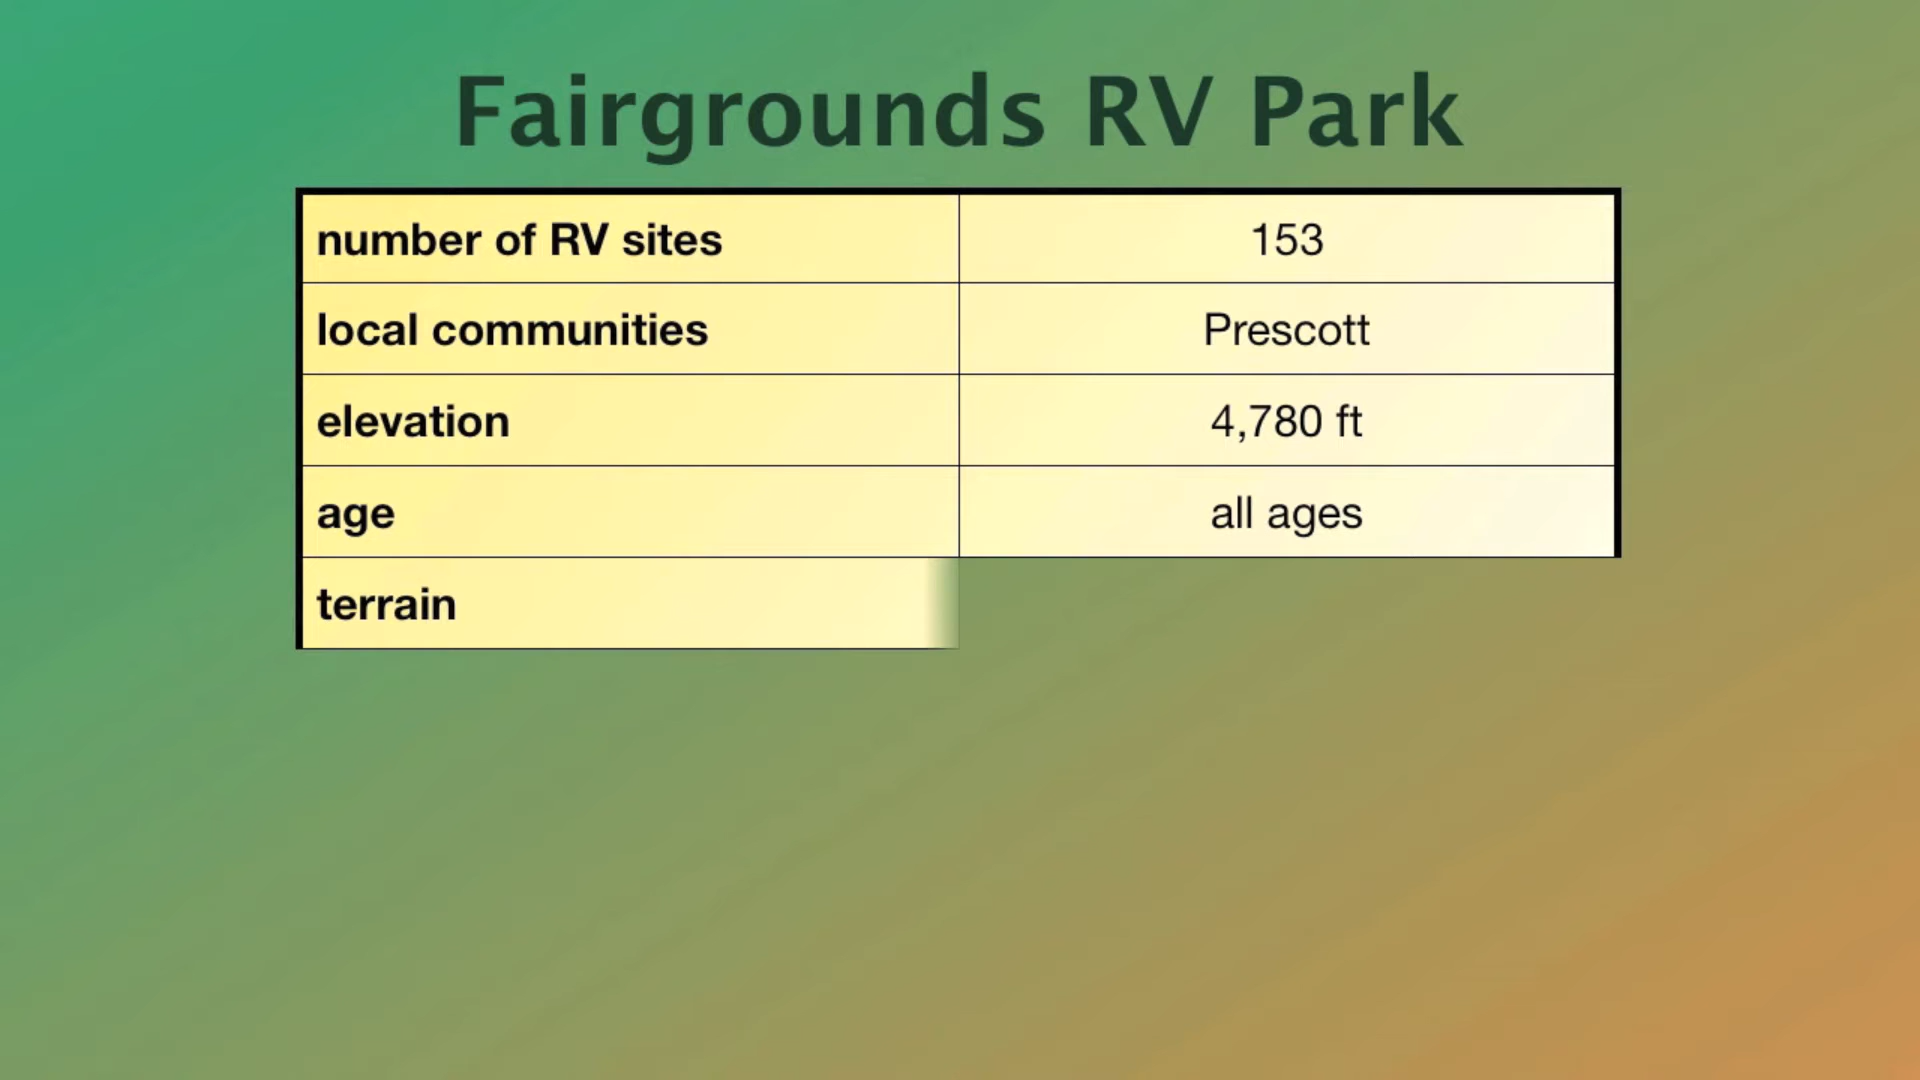 Fairgrounds RV Park
number of RV sites 153
local communities Prescott
elevation 4,780 ft
age all ages
terrain